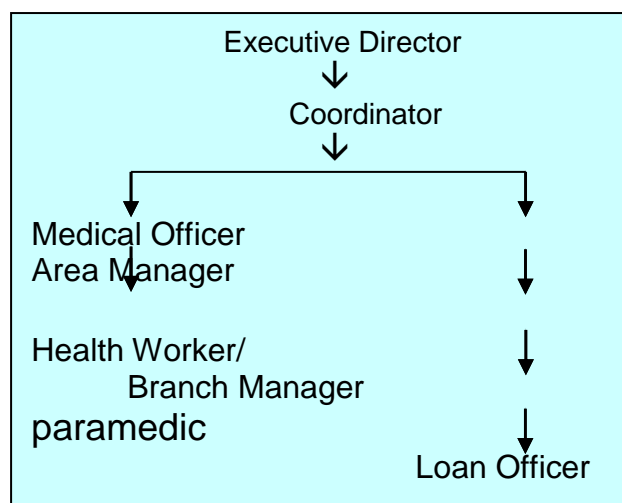 Executive Director
Coordinator
Medical Officer
Area Manager
Health Worker/
Branch Manager
paramedic
Loan Officer